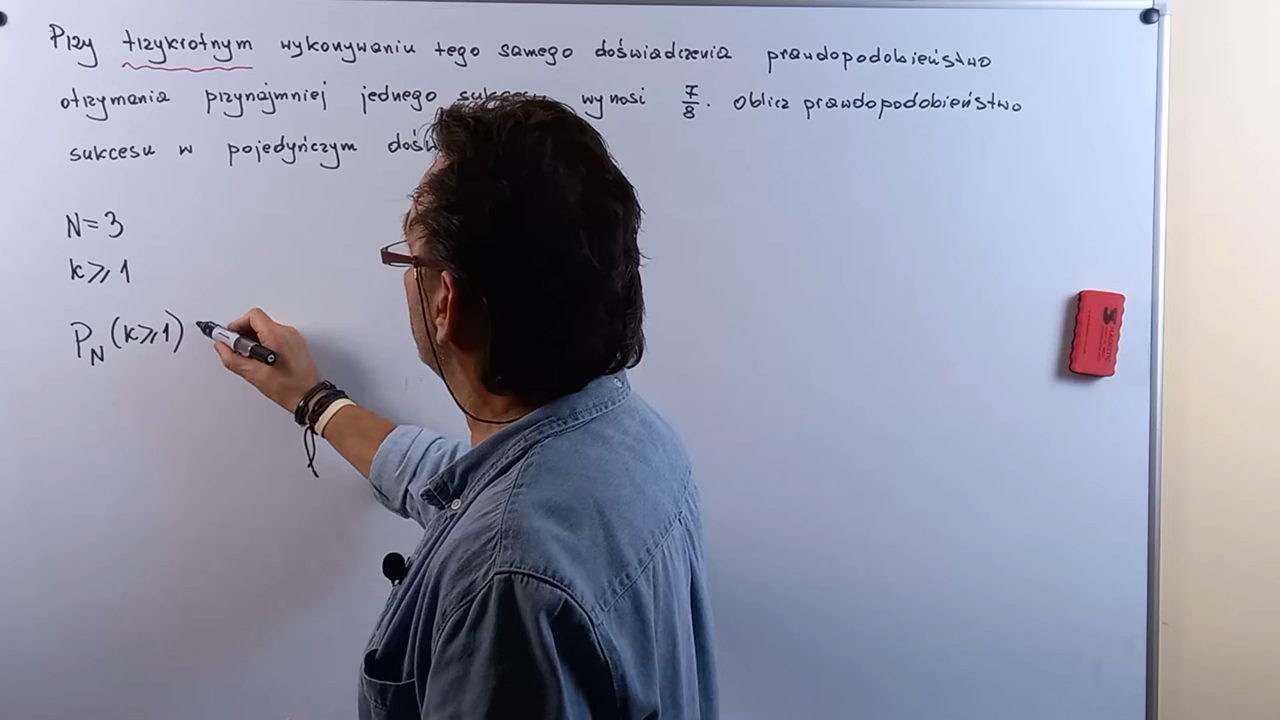 Przy trzykrotnym wykonywaniu tego samego doświadczenia prawdopodobieństwo
otrzymania przynajmniej jednego wynosi 7/8. Oblicz prawdopodobieństwo
sukcesu w pojedyńczym
N=3
k⩾1
P_N(k⩾1)